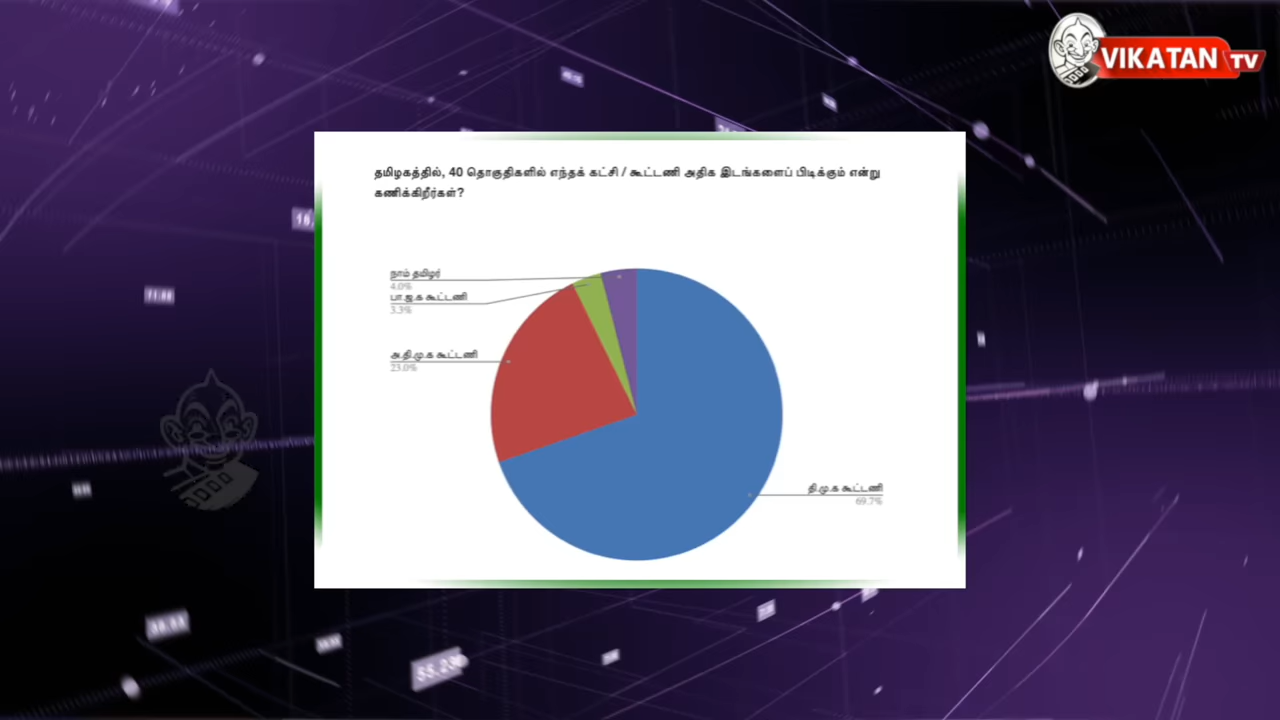 VIKATAN TV
தமிழகத்தில், 40 தொகுதிகளில் எந்தக் கட்சி / கூட்டணி அதிக இடங்களைப் பிடிக்கும் என்று
கணிக்கிறீர்கள்?
நாம் தமிழர்
4.0%
பா.ஜ.க கூட்டணி
3.3%
அ.தி.மு.க கூட்டணி
23.0%
தி.மு.க கூட்டணி
69.7%